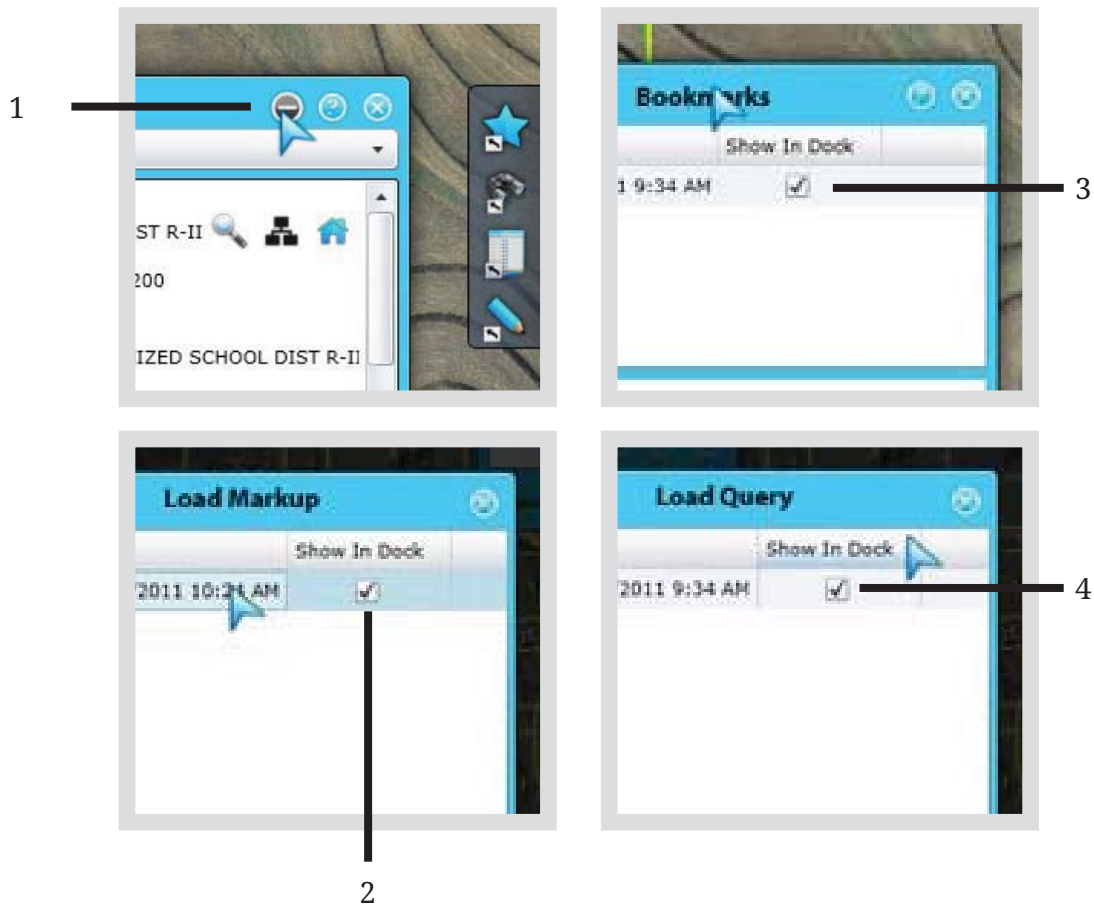 1
ST R-II
200
IZED SCHOOL DIST R-II
Bookmarks
Show In Dock
1 9:34 AM
3
Load Markup
Show In Dock
/2011 10:24 AM
2
Load Query
Show In Dock
2011 9:34 AM
4